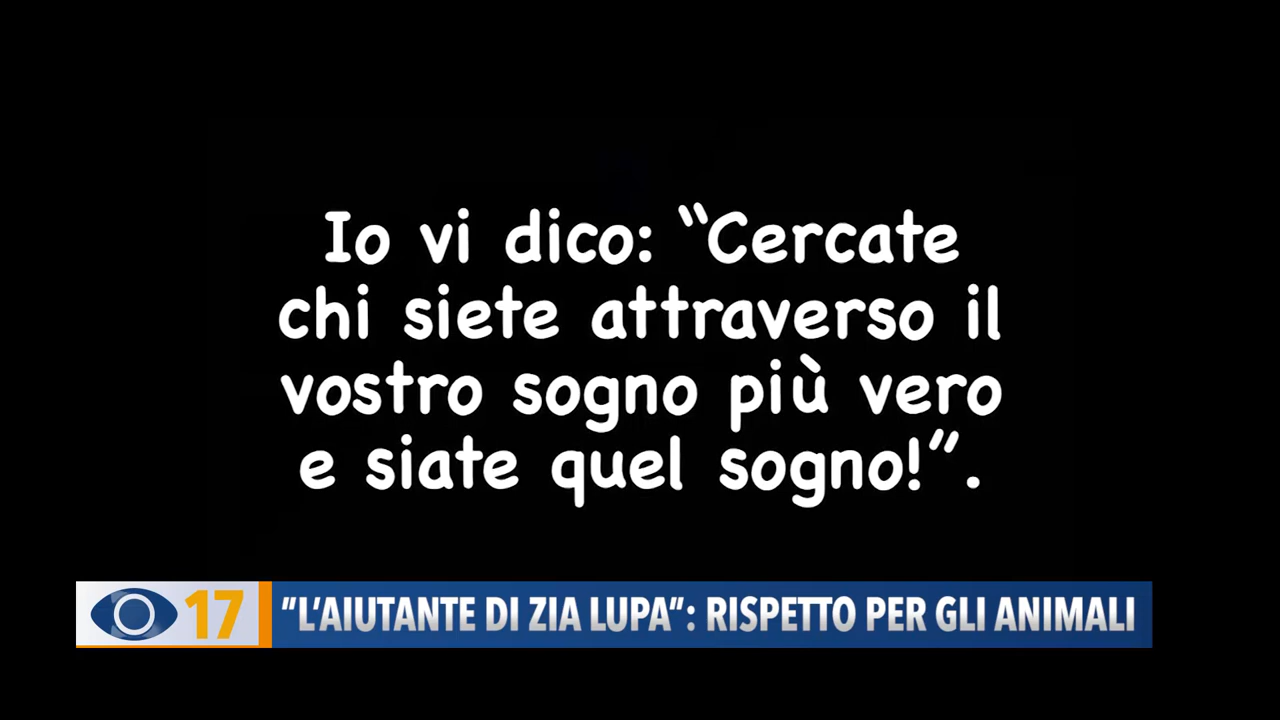 Io vi dico: “Cercate
chi siete attraverso il
vostro sogno più vero
e siate quel sogno!”.
17
"L'AIUTANTE DI ZIA LUPA": RISPETTO PER GLI ANIMALI